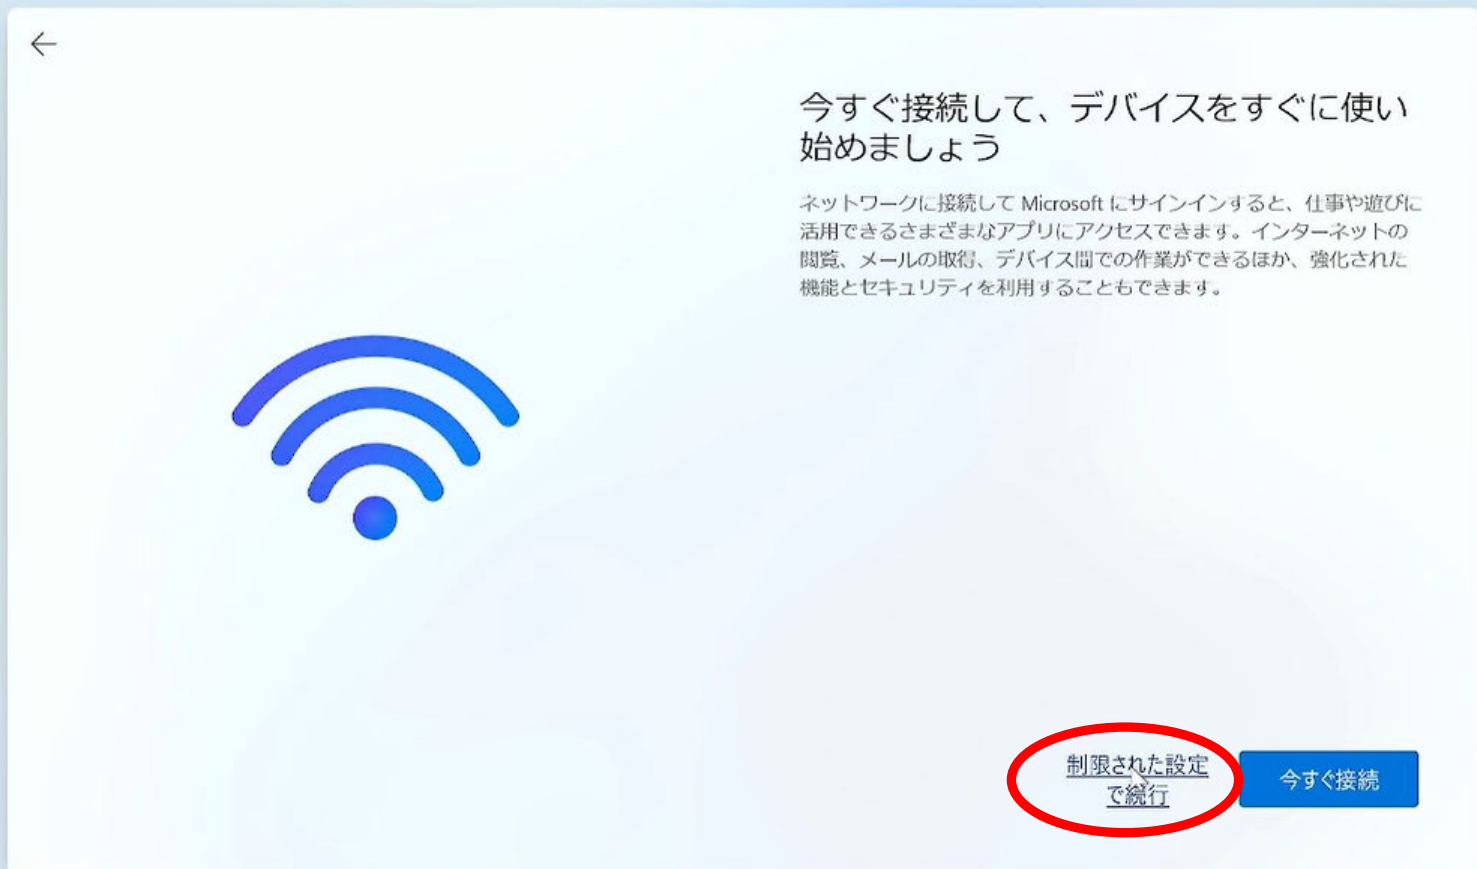 今すぐ接続して、デバイスをすぐに使い
始めましょう
ネットワークに接続して Microsoft にサインインすると、仕事や遊びに
活用できるさまざまなアプリにアクセスできます。インターネットの
閲覧、メールの取得、デバイス間での作業ができるほか、強化された
機能とセキュリティを利用することもできます。
制限された設定
で続行
今すぐ接続